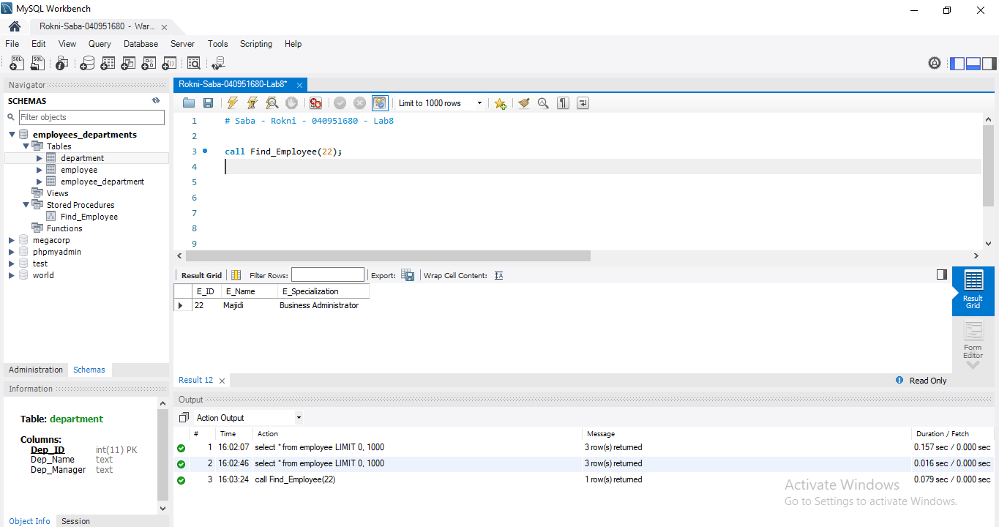 MySQL Workbench
Rokni-Saba-040951680 - War...
File Edit View Query Database Server Tools Scripting Help
Navigator
SCHEMAS
Filter objects
employees_departments
Tables
department
employee
employee_department
Views
Stored Procedures
Find_Employee
Functions
megacorp
phpmyadmin
test
world
Administration Schemas
Information
Table: department
Columns:
Dep_ID int(11) PK
Dep_Name text
Dep_Manager text
Object Info Session
Rokni-Saba-040951680-Lab8*
Limit to 1000 rows
1 # Saba - Rokni - 040951680 - Lab8
2
3 call Find_Employee(22);
4
5
6
7
8
9
Result Grid Filter Rows: Export: Wrap Cell Content:
E_ID E_Name E_Specialization
22 Majidi Business Administrator
Result
Grid
Form
Editor
Result 12 Read Only
Output
Action Output
# Time Action Message Duration / Fetch
1 16:02:07 select * from employee LIMIT 0, 1000 3 row(s) returned 0.157 sec / 0.000 sec
2 16:02:46 select * from employee LIMIT 0, 1000 3 row(s) returned 0.016 sec / 0.000 sec
3 16:03:24 call Find_Employee(22) 1 row(s) returned 0.079 sec / 0.000 sec
Activate Windows
Go to Settings to activate Windows.